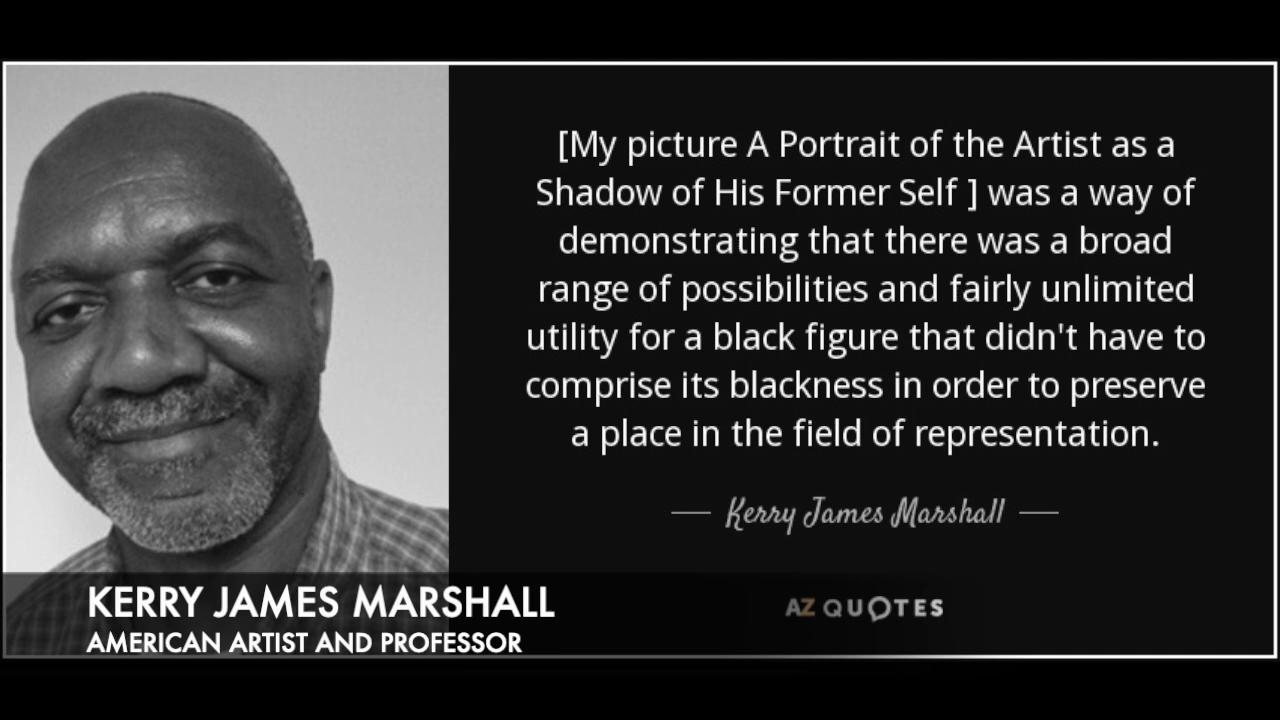 [My picture A Portrait of the Artist as a
Shadow of His Former Self ] was a way of
demonstrating that there was a broad
range of possibilities and fairly unlimited
utility for a black figure that didn't have to
comprise its blackness in order to preserve
a place in the field of representation.
Kerry James Marshall
KERRY JAMES MARSHALL
AMERICAN ARTIST AND PROFESSOR
AZ QUOTES